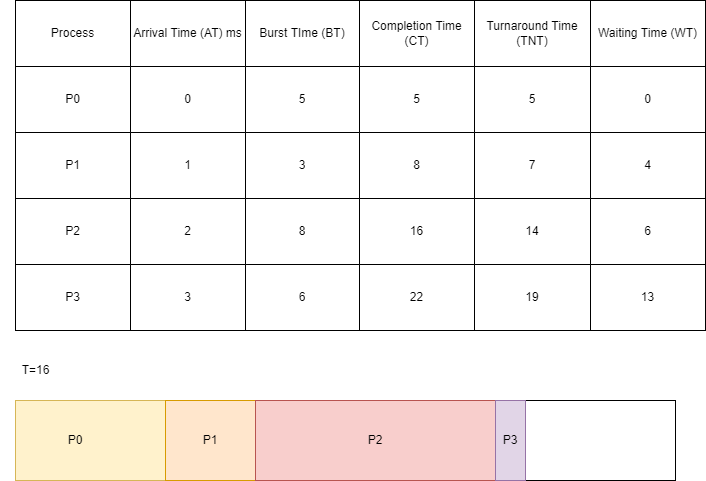 Process Arrival Time (AT) ms Burst TIme (BT) Completion Time (CT) Turnaround Time (TNT) Waiting Time (WT)
P0 0 5 5 5 0
P1 1 3 8 7 4
P2 2 8 16 14 6
P3 3 6 22 19 13
T=16
P0 P1 P2 P3